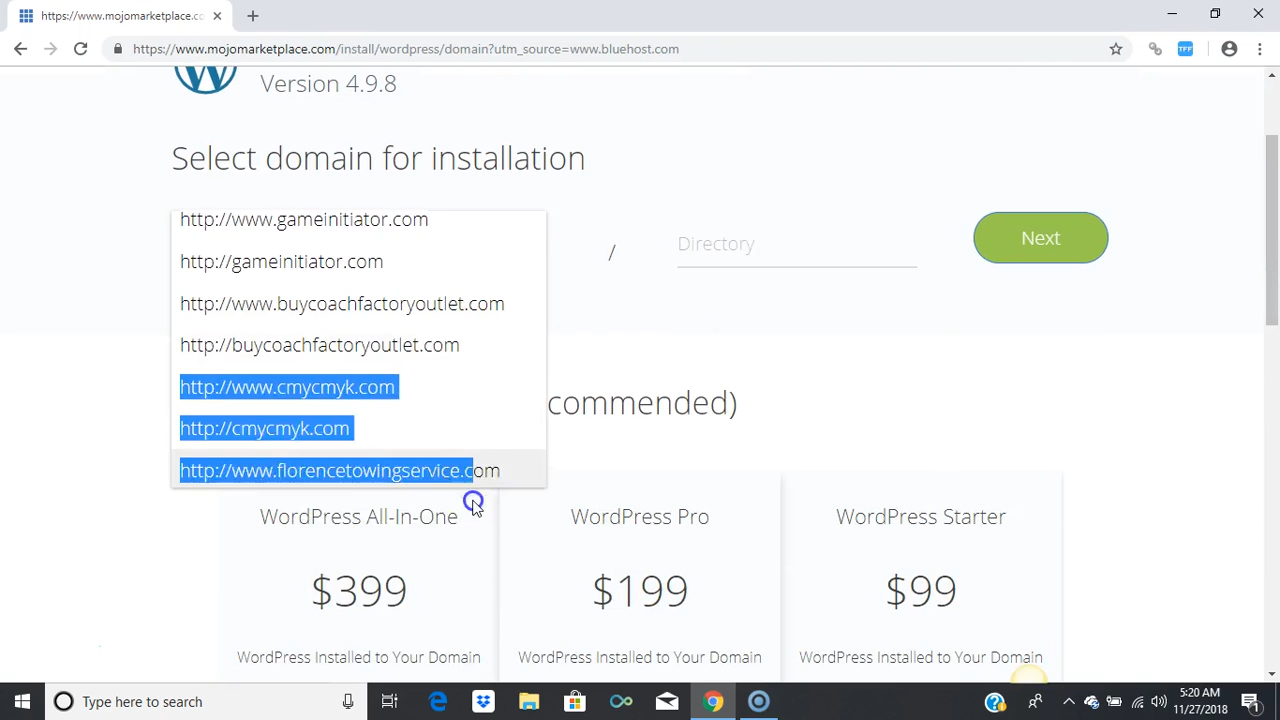 https://www.mojomarketplace.co
https://www.mojomarketplace.com/install/wordpress/domain?utm_source=www.bluehost.com
TFF
Version 4.9.8
Select domain for installation
http://www.gameinitiator.com
http://gameinitiator.com
http://www.buycoachfactoryoutlet.com
http://buycoachfactoryoutlet.com
http://www.cmycmyk.com
http://cmycmyk.com
http://www.florencetowingservice.com
/
Directory
Next
commended)
WordPress All-In-One
$399
WordPress Installed to Your Domain
WordPress Pro
$199
WordPress Installed to Your Domain
WordPress Starter
$99
WordPress Installed to Your Domain
Type here to search
5:20 AM
11/27/2018
1